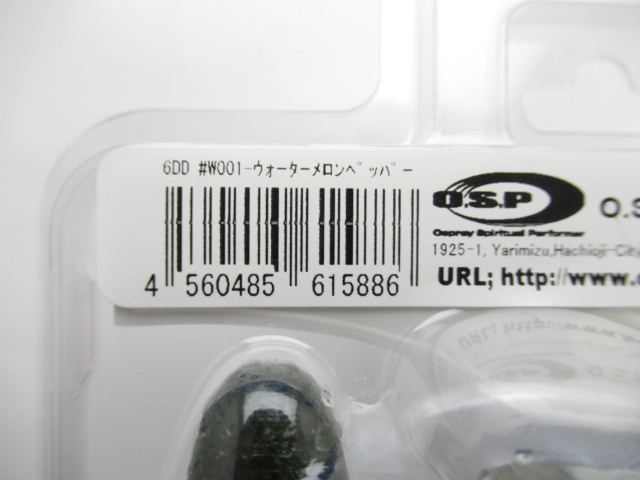 6DD #W001-ウォーターメロンペッパー
4 560485 615886
O.S.P
Osprey Spiritual Performer
O.S
1925-1, Yarimizu,Hachioji-City
URL; http://www.